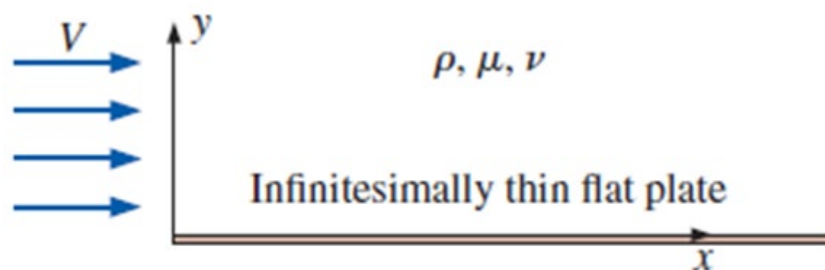 V
y
ρ, μ, ν
Infinitesimally thin flat plate
x